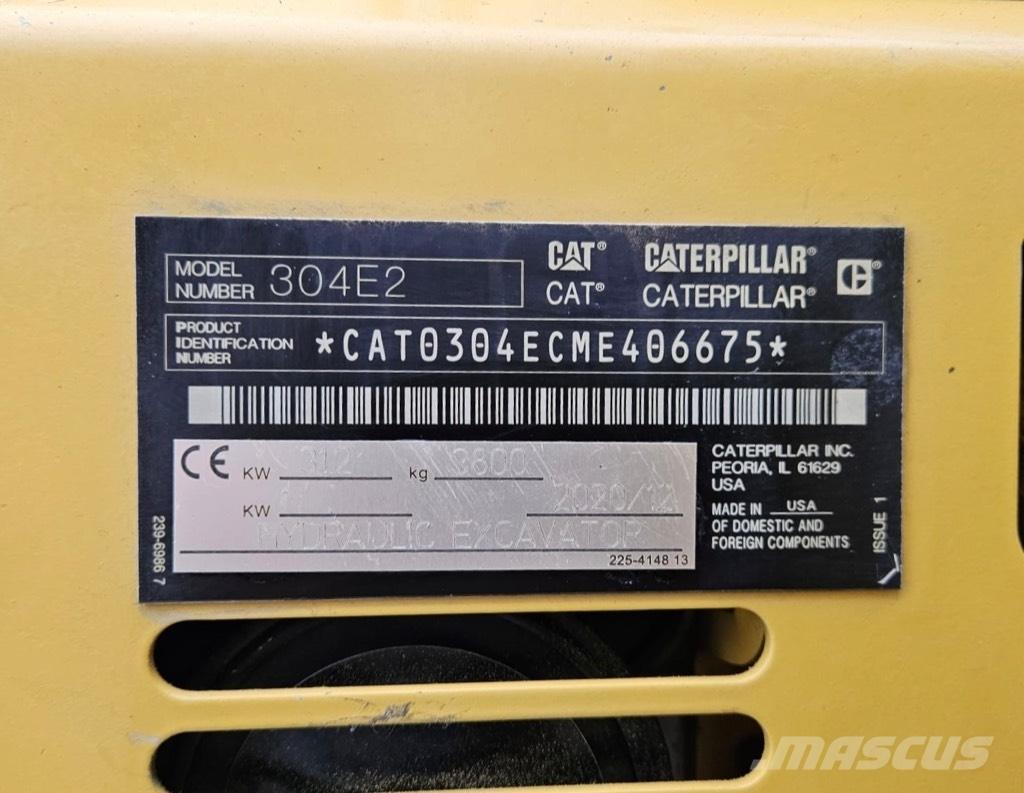 MODEL NUMBER 304E2
CAT® CATERPILLAR®
CAT® CATERPILLAR®
PRODUCT IDENTIFICATION NUMBER *CAT0304ECME406675*
CE KW 312 kg 3800
KW 2020/12
HYDRAULIC EXCAVATOR
225-4148 13
239-6986 7
CATERPILLAR INC.
PEORIA, IL 61629
USA
MADE IN USA
OF DOMESTIC AND
FOREIGN COMPONENTS
ISSUE 1
MASCUS